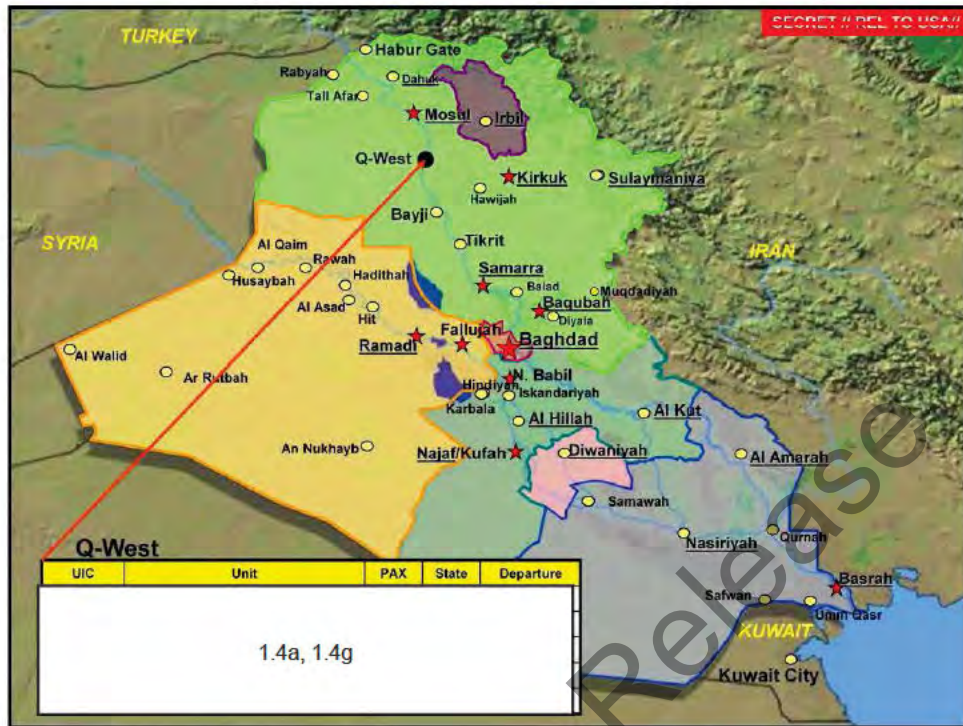 SECRET // REL TO USA//
TURKEY
Habur Gate
Rabyah
Dahuk
Tall Afar
Mosul
Irbil
Q-West
Kirkuk
Sulaymaniya
Hawijah
Bayji
SYRIA
Tikrit
IRAN
Al Qaim
Rawah
Husaybah
Hadithah
Samarra
Balad
Muqdadiyah
Al Asad
Hit
Baqubah
Diyala
Fallujah
Ramadi
Baghdad
Al Walid
Ar Rutbah
N. Babil
Hindiyah
Iskandariyah
Karbala
Al Hillah
Al Kut
An Nukhayb
Najaf/Kufah
Diwaniyah
Al Amarah
Samawah
Nasiriyah
Qurnah
Basrah
Safwan
Umm Qasr
KUWAIT
Kuwait City
Q-West
UIC Unit PAX State Departure
1.4a, 1.4g
Release